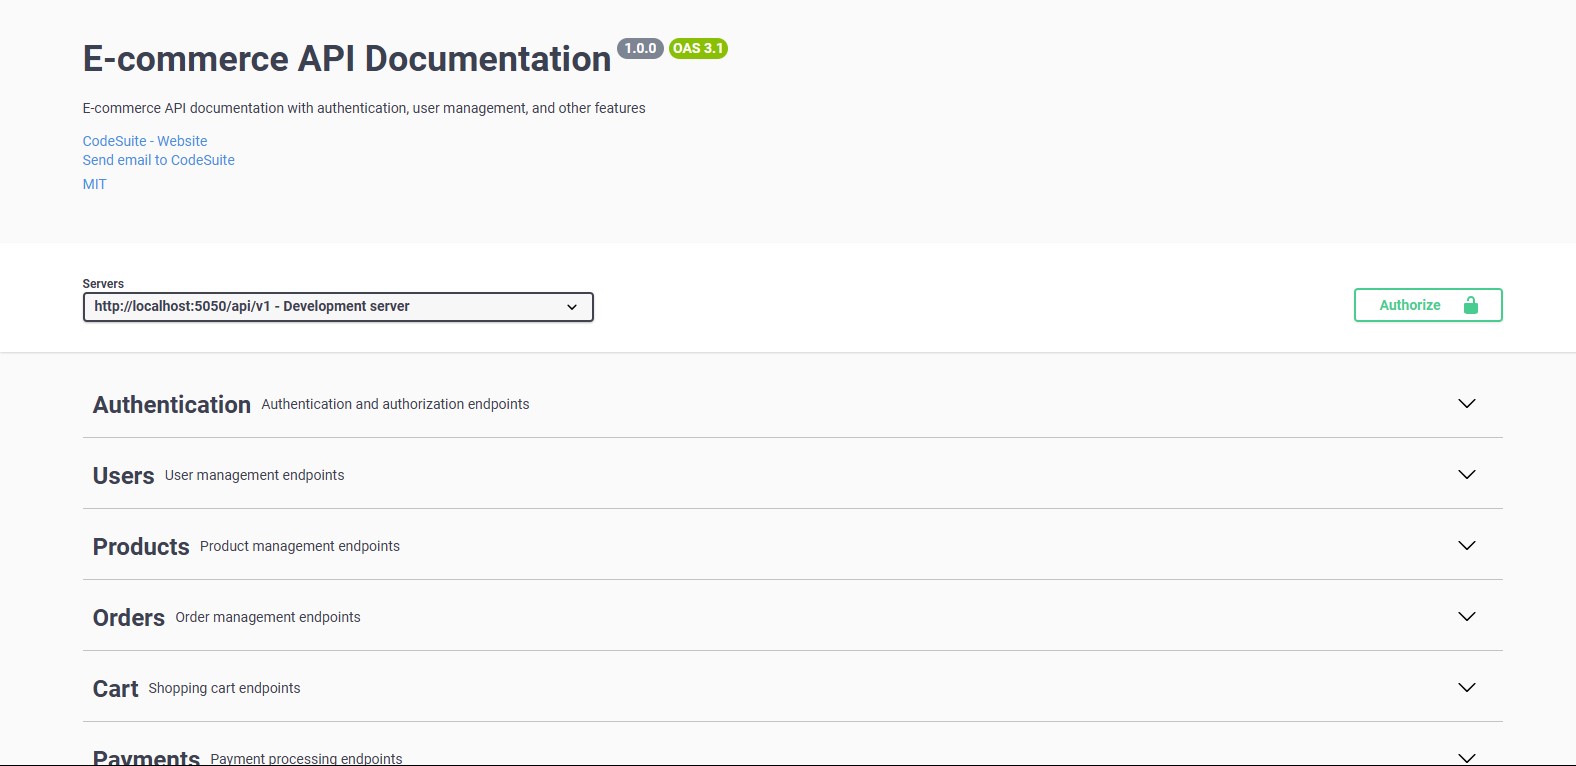 E-commerce API Documentation 1.0.0 OAS 3.1
E-commerce API documentation with authentication, user management, and other features
CodeSuite - Website
Send email to CodeSuite
MIT
Servers
http://localhost:5050/api/v1 - Development server
Authorize
Authentication Authentication and authorization endpoints
Users User management endpoints
Products Product management endpoints
Orders Order management endpoints
Cart Shopping cart endpoints
Payments Payment processing endpoints